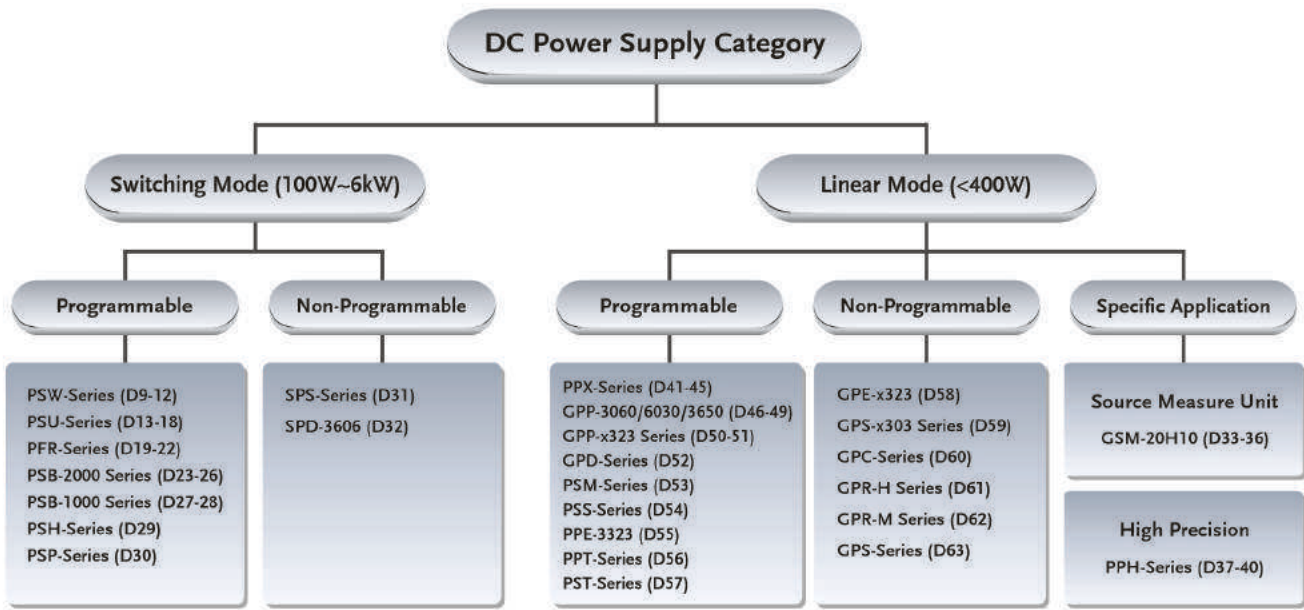 DC Power Supply Category
Switching Mode (100W~6kW)
Linear Mode (<400W)
Programmable
Non-Programmable
Programmable
Non-Programmable
Specific Application
PSW-Series (D9-12)
PSU-Series (D13-18)
PFR-Series (D19-22)
PSB-2000 Series (D23-26)
PSB-1000 Series (D27-28)
PSH-Series (D29)
PSP-Series (D30)
SPS-Series (D31)
SPD-3606 (D32)
PPX-Series (D41-45)
GPP-3060/6030/3650 (D46-49)
GPP-x323 Series (D50-51)
GPD-Series (D52)
PSM-Series (D53)
PSS-Series (D54)
PPE-3323 (D55)
PPT-Series (D56)
PST-Series (D57)
GPE-x323 (D58)
GPS-x303 Series (D59)
GPC-Series (D60)
GPR-H Series (D61)
GPR-M Series (D62)
GPS-Series (D63)
Source Measure Unit
GSM-20H10 (D33-36)
High Precision
PPH-Series (D37-40)